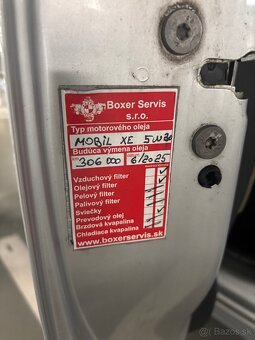 Boxer Servis
s.r.o.
Typ motorového oleja
MOBIL XE 5W30
Budúca výmena oleja
306 000 6/2025
Vzduchový filter
Olejový filter
Peľový filter
Palivový filter
Sviečky
Prevodový olej
Brzdová kvapalina
Chladiaca kvapalina
www.boxerservis.sk
Bazoš.sk